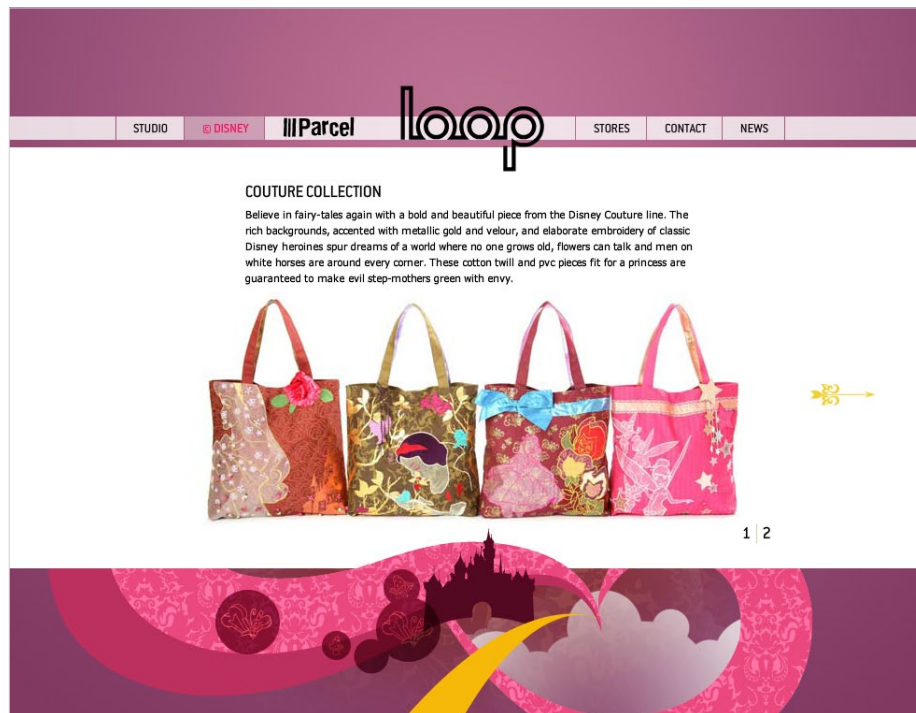 STUDIO
© DISNEY
Parcel
loop
STORES
CONTACT
NEWS
COUTURE COLLECTION
Believe in fairy-tales again with a bold and beautiful piece from the Disney Couture line. The
rich backgrounds, accented with metallic gold and velour, and elaborate embroidery of classic
Disney heroines spur dreams of a world where no one grows old, flowers can talk and men on
white horses are around every corner. These cotton twill and pvc pieces fit for a princess are
guaranteed to make evil step-mothers green with envy.
1 | 2